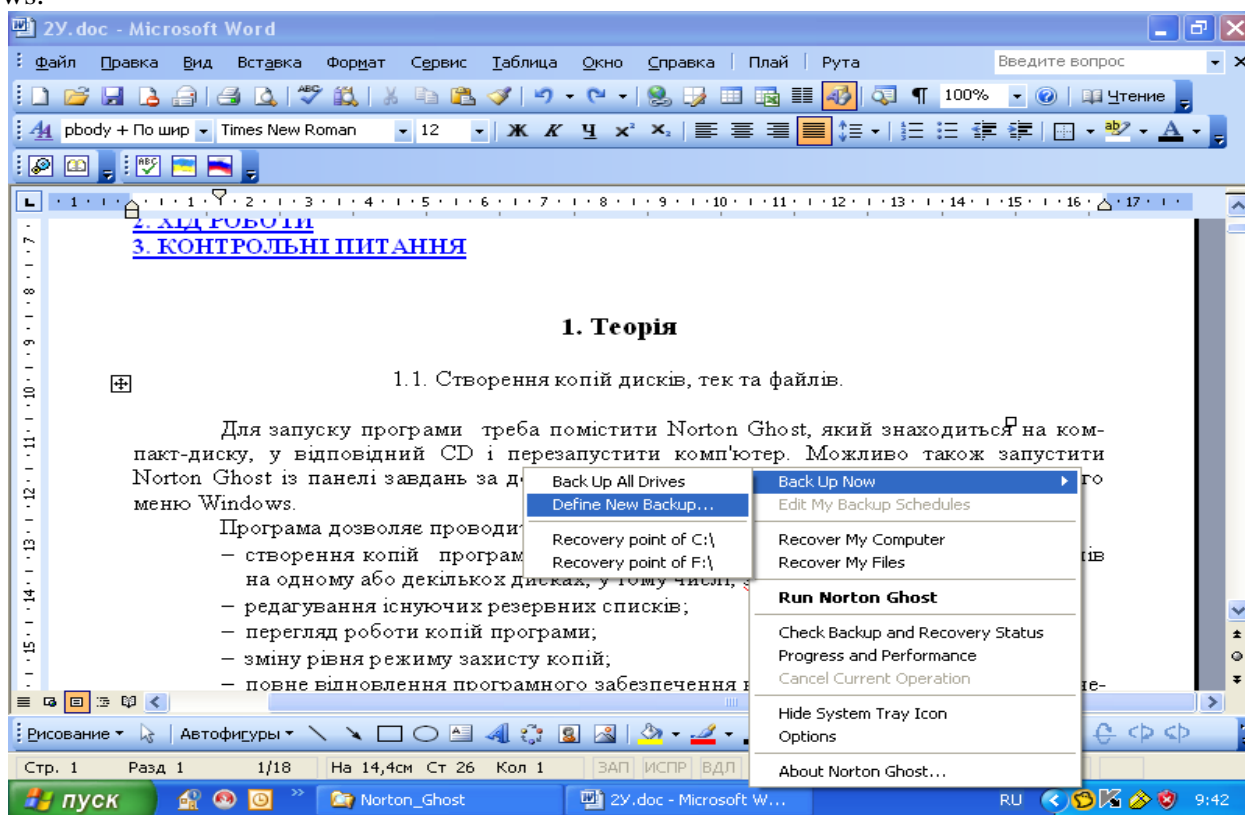 ws.
2У.doc - Microsoft Word
Файл Правка Вид Вставка Формат Сервис Таблица Окно Справка Плай Рута Введите вопрос
100% Чтение
pbody + По шир Times New Roman 12 Ж К Ч
2. ХІД РОБОТИ
3. КОНТРОЛЬНІ ПИТАННЯ
1. Теорія
1.1. Створення копій дисків, тек та файлів.
Для запуску програми треба помістити Norton Ghost, який знаходиться на ком-
пакт-диску, у відповідний CD і перезапустити комп'ютер. Можливо також запустити
Norton Ghost із панелі завдань за д го
меню Windows.
Програма дозволяє проводи
– створення копій програм ів
на одному або декількох дисках, у тому числі,
– редагування існуючих резервних списків;
– перегляд роботи копій програми;
– зміну рівня режиму захисту копій;
– повне відновлення програмного забезпечення не-
Back Up All Drives
Define New Backup...
Recovery point of C:\
Recovery point of F:\
Back Up Now
Edit My Backup Schedules
Recover My Computer
Recover My Files
Run Norton Ghost
Check Backup and Recovery Status
Progress and Performance
Cancel Current Operation
Hide System Tray Icon
Options
About Norton Ghost...
Рисование Автофигуры
Стр. 1 Разд 1 1/18 На 14,4см Ст 26 Кол 1 ЗАП ИСПР ВДЛ
пуск Norton_Ghost 2У.doc - Microsoft W... RU 9:42